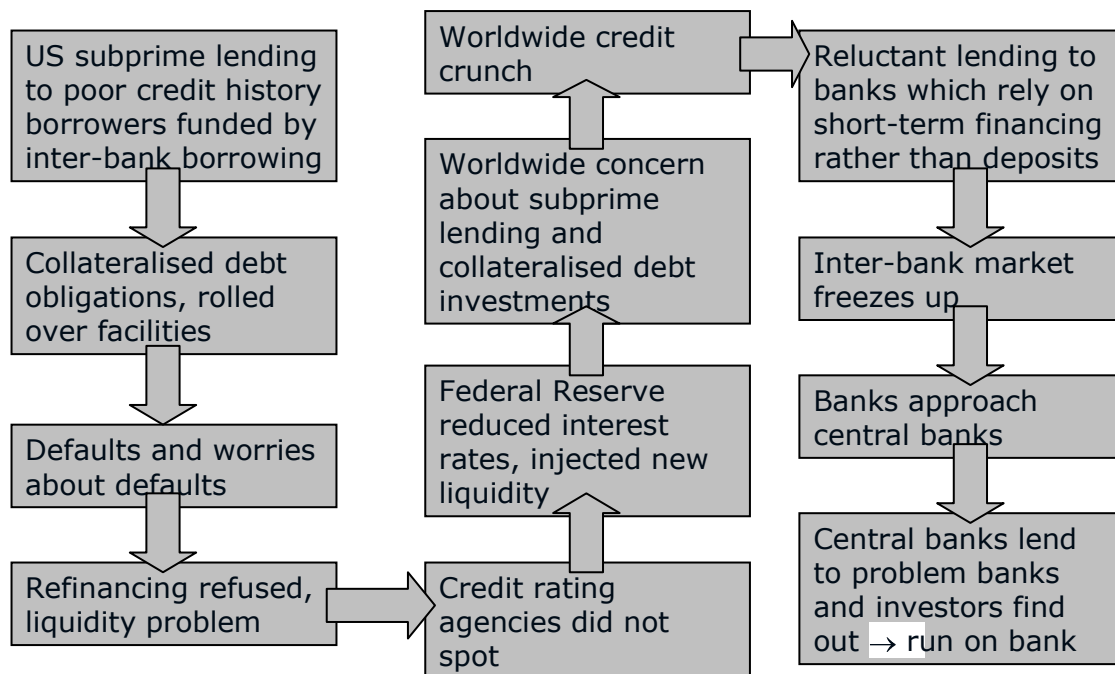 US subprime lending
to poor credit history
borrowers funded by
inter-bank borrowing
Collateralised debt
obligations, rolled
over facilities
Defaults and worries
about defaults
Refinancing refused,
liquidity problem
Credit rating
agencies did not
spot
Federal Reserve
reduced interest
rates, injected new
liquidity
Worldwide concern
about subprime
lending and
collateralised debt
investments
Worldwide credit
crunch
Reluctant lending to
banks which rely on
short-term financing
rather than deposits
Inter-bank market
freezes up
Banks approach
central banks
Central banks lend
to problem banks
and investors find
out → run on bank